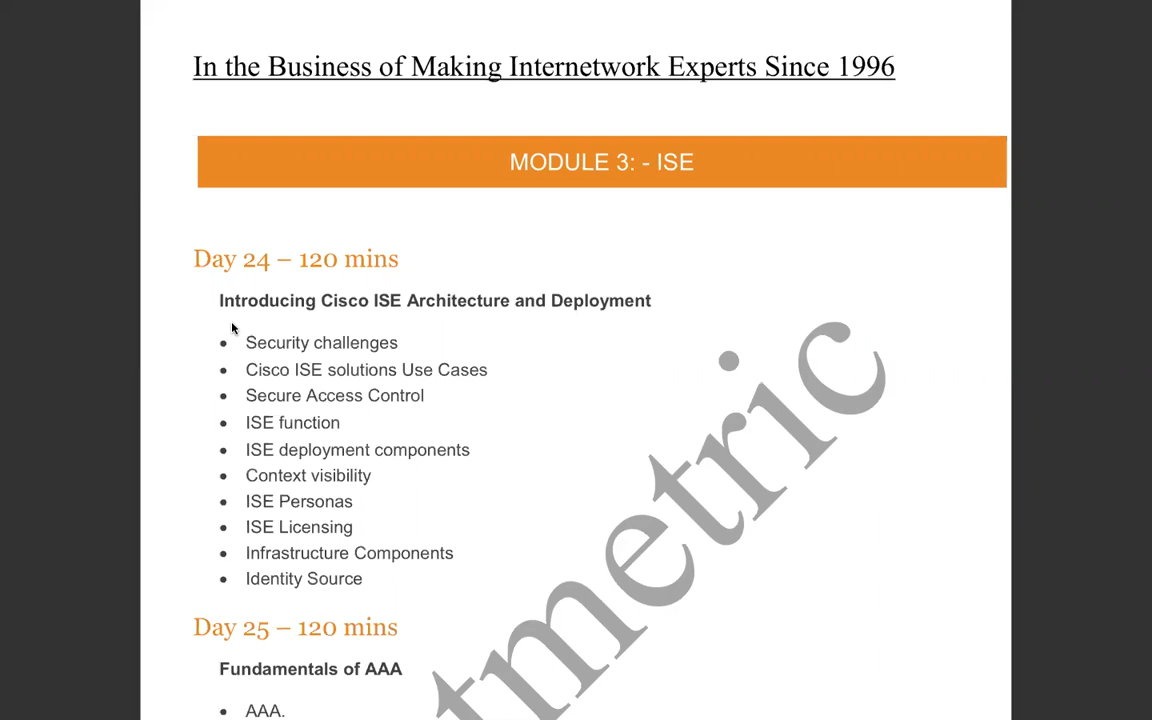 In the Business of Making Internetwork Experts Since 1996
MODULE 3: - ISE
Day 24 – 120 mins
Introducing Cisco ISE Architecture and Deployment
• Security challenges
• Cisco ISE solutions Use Cases
• Secure Access Control
• ISE function
• ISE deployment components
• Context visibility
• ISE Personas
• ISE Licensing
• Infrastructure Components
• Identity Source
Day 25 – 120 mins
Fundamentals of AAA
• AAA.
tmetric